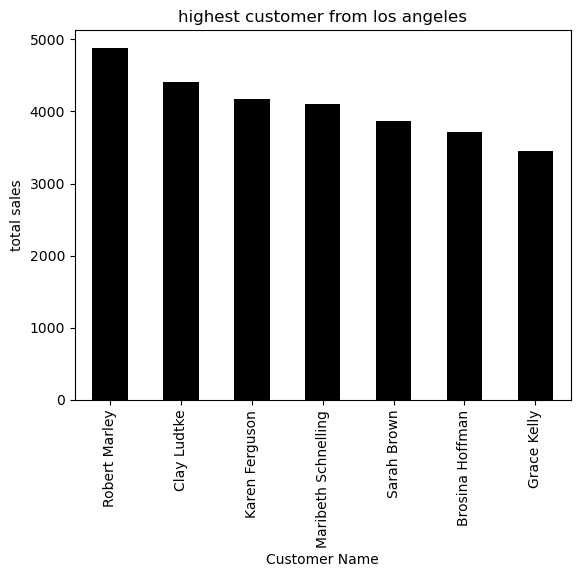 highest customer from los angeles
5000
4000
3000
2000
1000
0
total sales
Robert Marley
Clay Ludtke
Karen Ferguson
Maribeth Schnelling
Sarah Brown
Brosina Hoffman
Grace Kelly
Customer Name